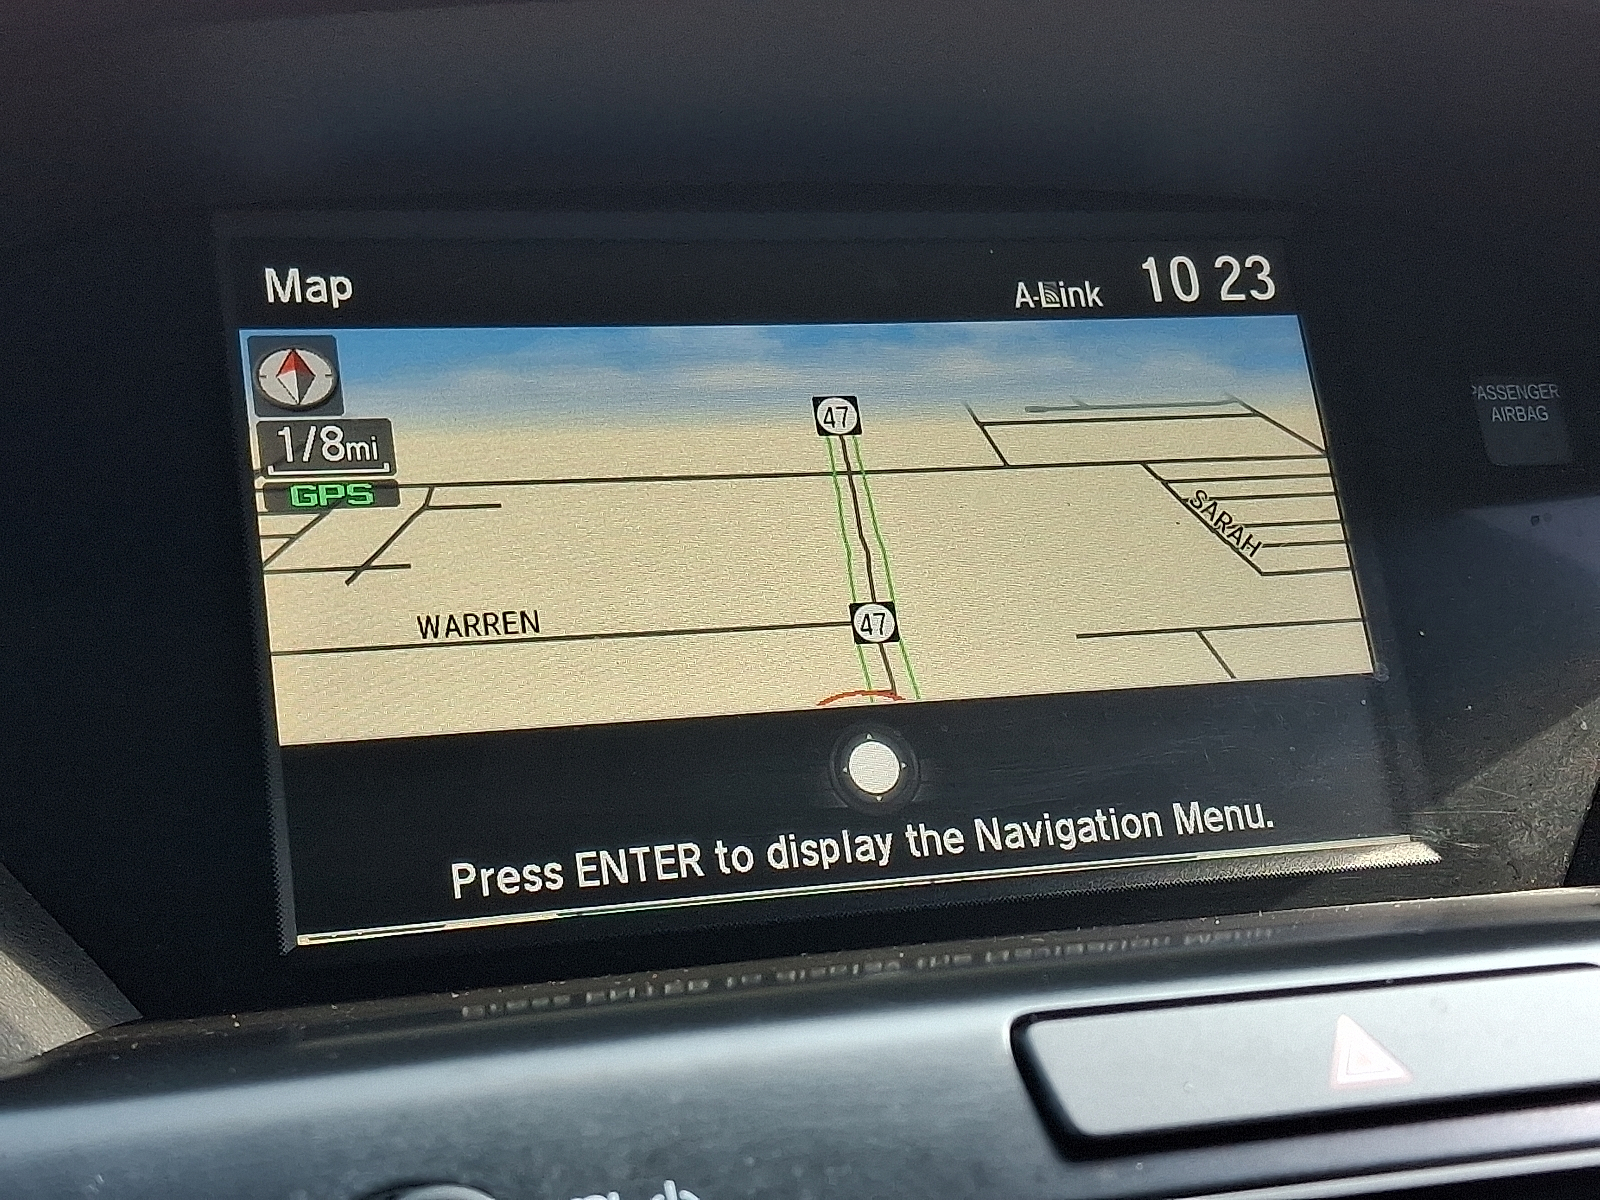 Map
A-Link
10 23
1/8mi
GPS
47
SARAH
WARREN
47
Press ENTER to display the Navigation Menu.
PASSENGER
AIRBAG